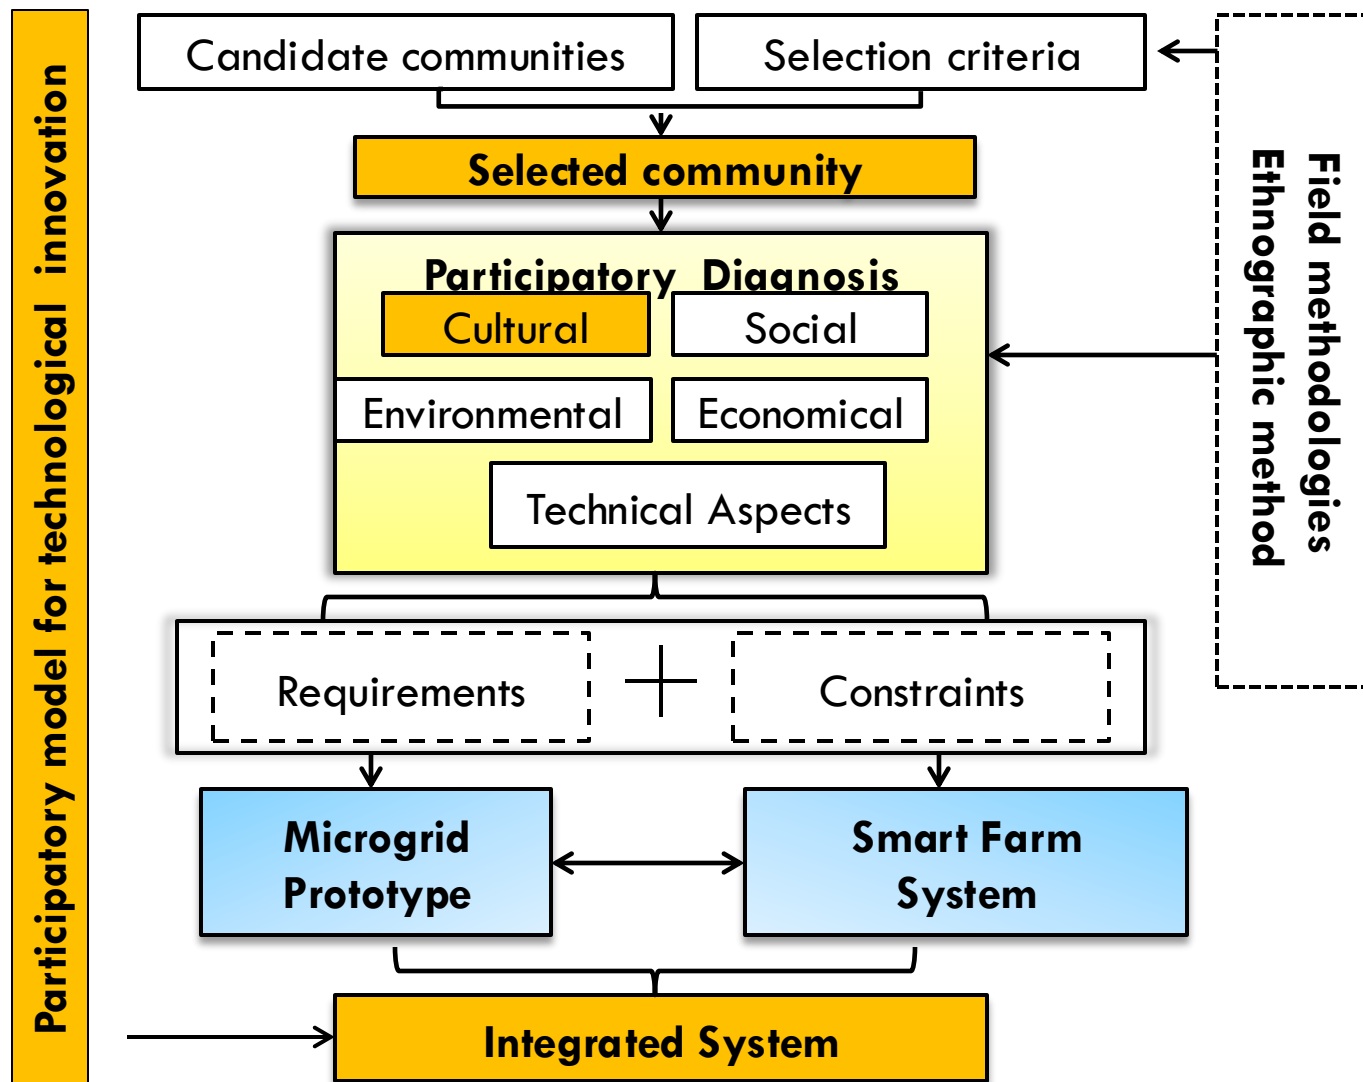 Participatory model for technological innovation
Candidate communities
Selection criteria
Selected community
Participatory Diagnosis
Cultural
Social
Environmental
Economical
Technical Aspects
Requirements
Constraints
Microgrid
Prototype
Smart Farm
System
Integrated System
Field methodologies
Ethnographic method